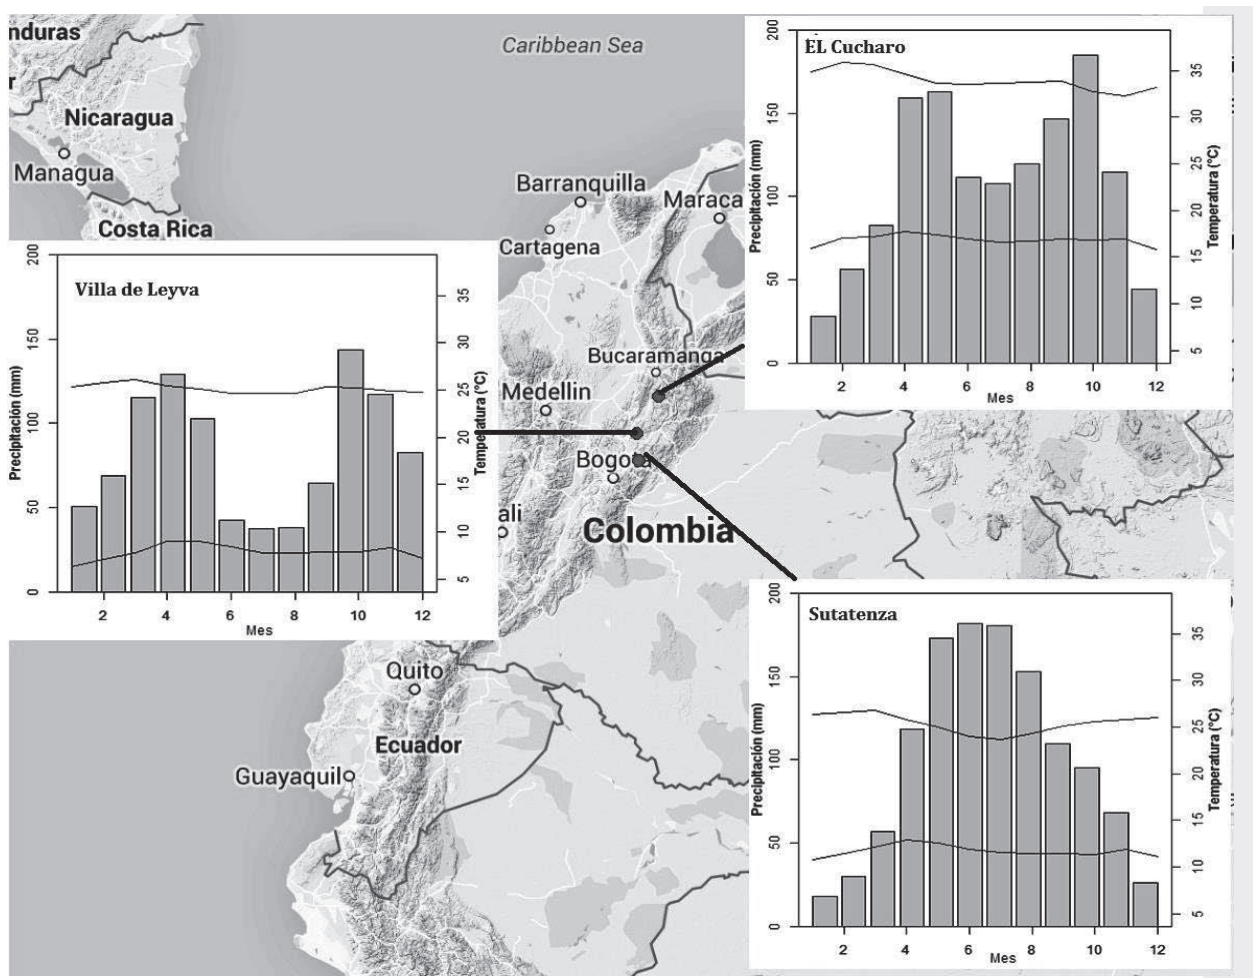 nduras
r
Nicaragua
Managua
Costa Rica
Caribbean Sea
Barranquilla
Maraca
Cartagena
Bucaramanga
Medellin
Bogo
ali
Colombia
Quito
Ecuador
Guayaquil
ÉL Cucharo
Precipitación (mm)
0 50 100 150 200
Temperatura (°C)
5 10 15 20 25 30 35
2 4 6 8 10 12
Mes
Villa de Leyva
Precipitación (mm)
0 50 100 150 200
Temperatura (°C)
5 10 15 20 25 30 35
2 4 6 8 10 12
Mes
Sutatenza
Precipitación (mm)
0 50 100 150 200
Temperatura (°C)
5 10 15 20 25 30 35
2 4 6 8 10 12
Mes